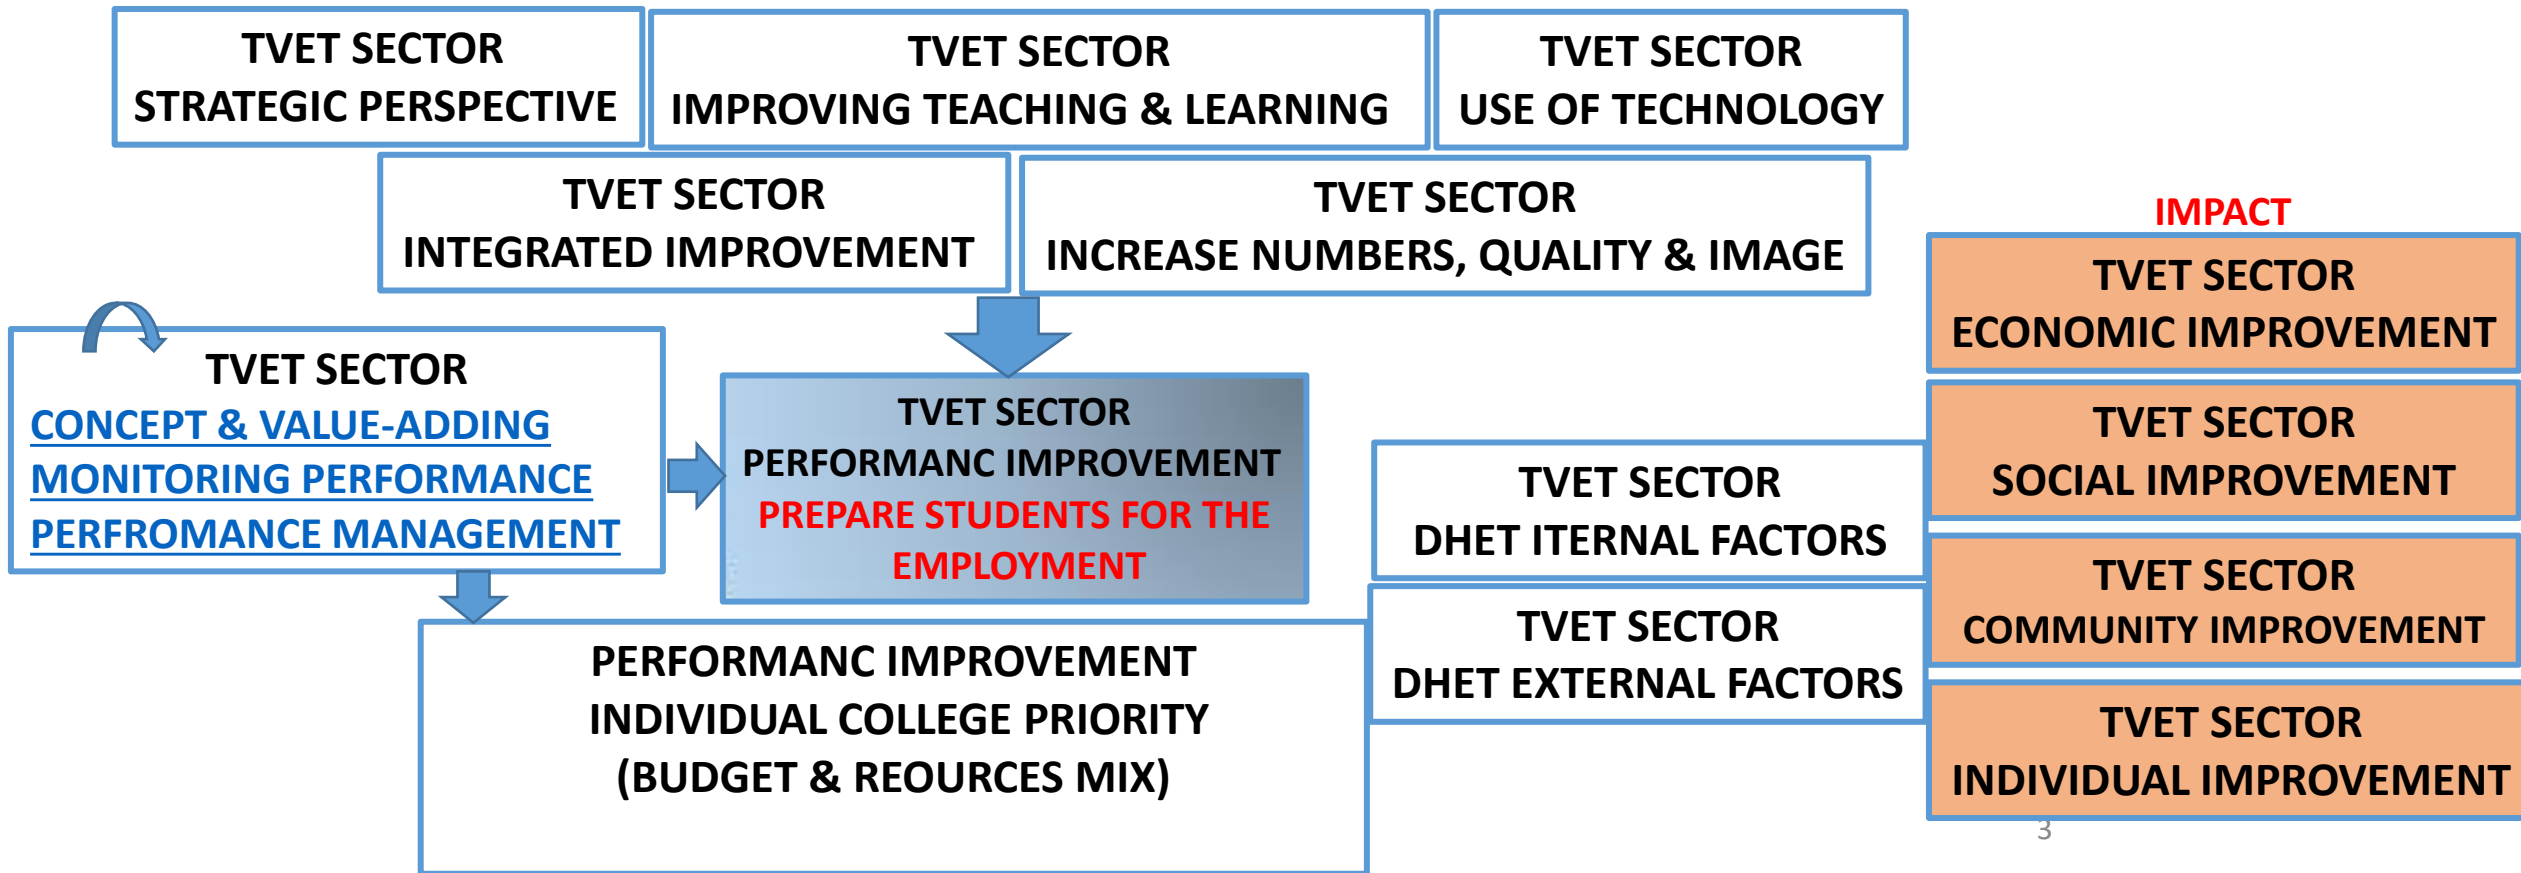 TVET SECTOR
STRATEGIC PERSPECTIVE
TVET SECTOR
IMPROVING TEACHING & LEARNING
TVET SECTOR
USE OF TECHNOLOGY
TVET SECTOR
INTEGRATED IMPROVEMENT
TVET SECTOR
INCREASE NUMBERS, QUALITY & IMAGE
IMPACT
TVET SECTOR
ECONOMIC IMPROVEMENT
TVET SECTOR
CONCEPT & VALUE-ADDING
MONITORING PERFORMANCE
PERFROMANCE MANAGEMENT
TVET SECTOR
PERFORMANC IMPROVEMENT
PREPARE STUDENTS FOR THE
EMPLOYMENT
TVET SECTOR
SOCIAL IMPROVEMENT
TVET SECTOR
DHET ITERNAL FACTORS
TVET SECTOR
COMMUNITY IMPROVEMENT
TVET SECTOR
DHET EXTERNAL FACTORS
PERFORMANC IMPROVEMENT
INDIVIDUAL COLLEGE PRIORITY
(BUDGET & REOURCES MIX)
TVET SECTOR
INDIVIDUAL IMPROVEMENT
3